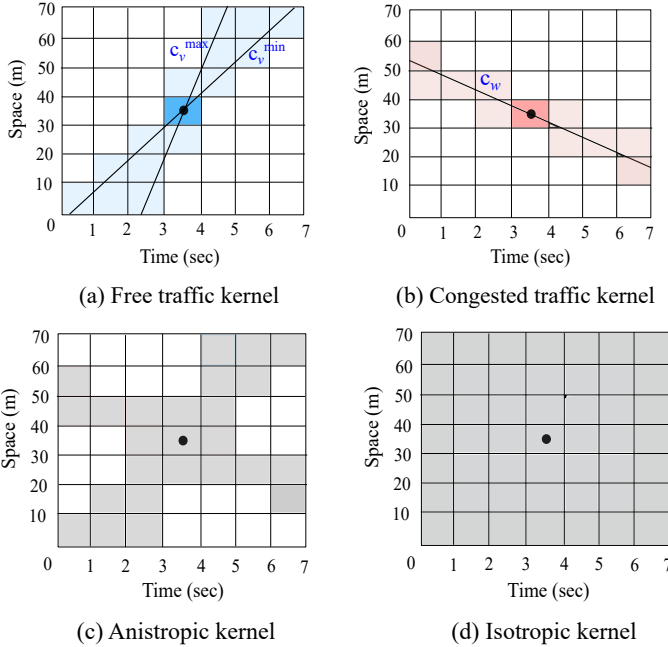 70
60
50
40
30
20
10
0
Space (m)
c_v^max
c_v^min
1 2 3 4 5 6 7
Time (sec)
(a) Free traffic kernel
70
60
50
40
30
20
10
0
Space (m)
c_w
1 2 3 4 5 6 7
Time (sec)
(b) Congested traffic kernel
70
60
50
40
30
20
10
0
Space (m)
1 2 3 4 5 6 7
Time (sec)
(c) Anistropic kernel
70
60
50
40
30
20
10
0
Space (m)
1 2 3 4 5 6 7
Time (sec)
(d) Isotropic kernel